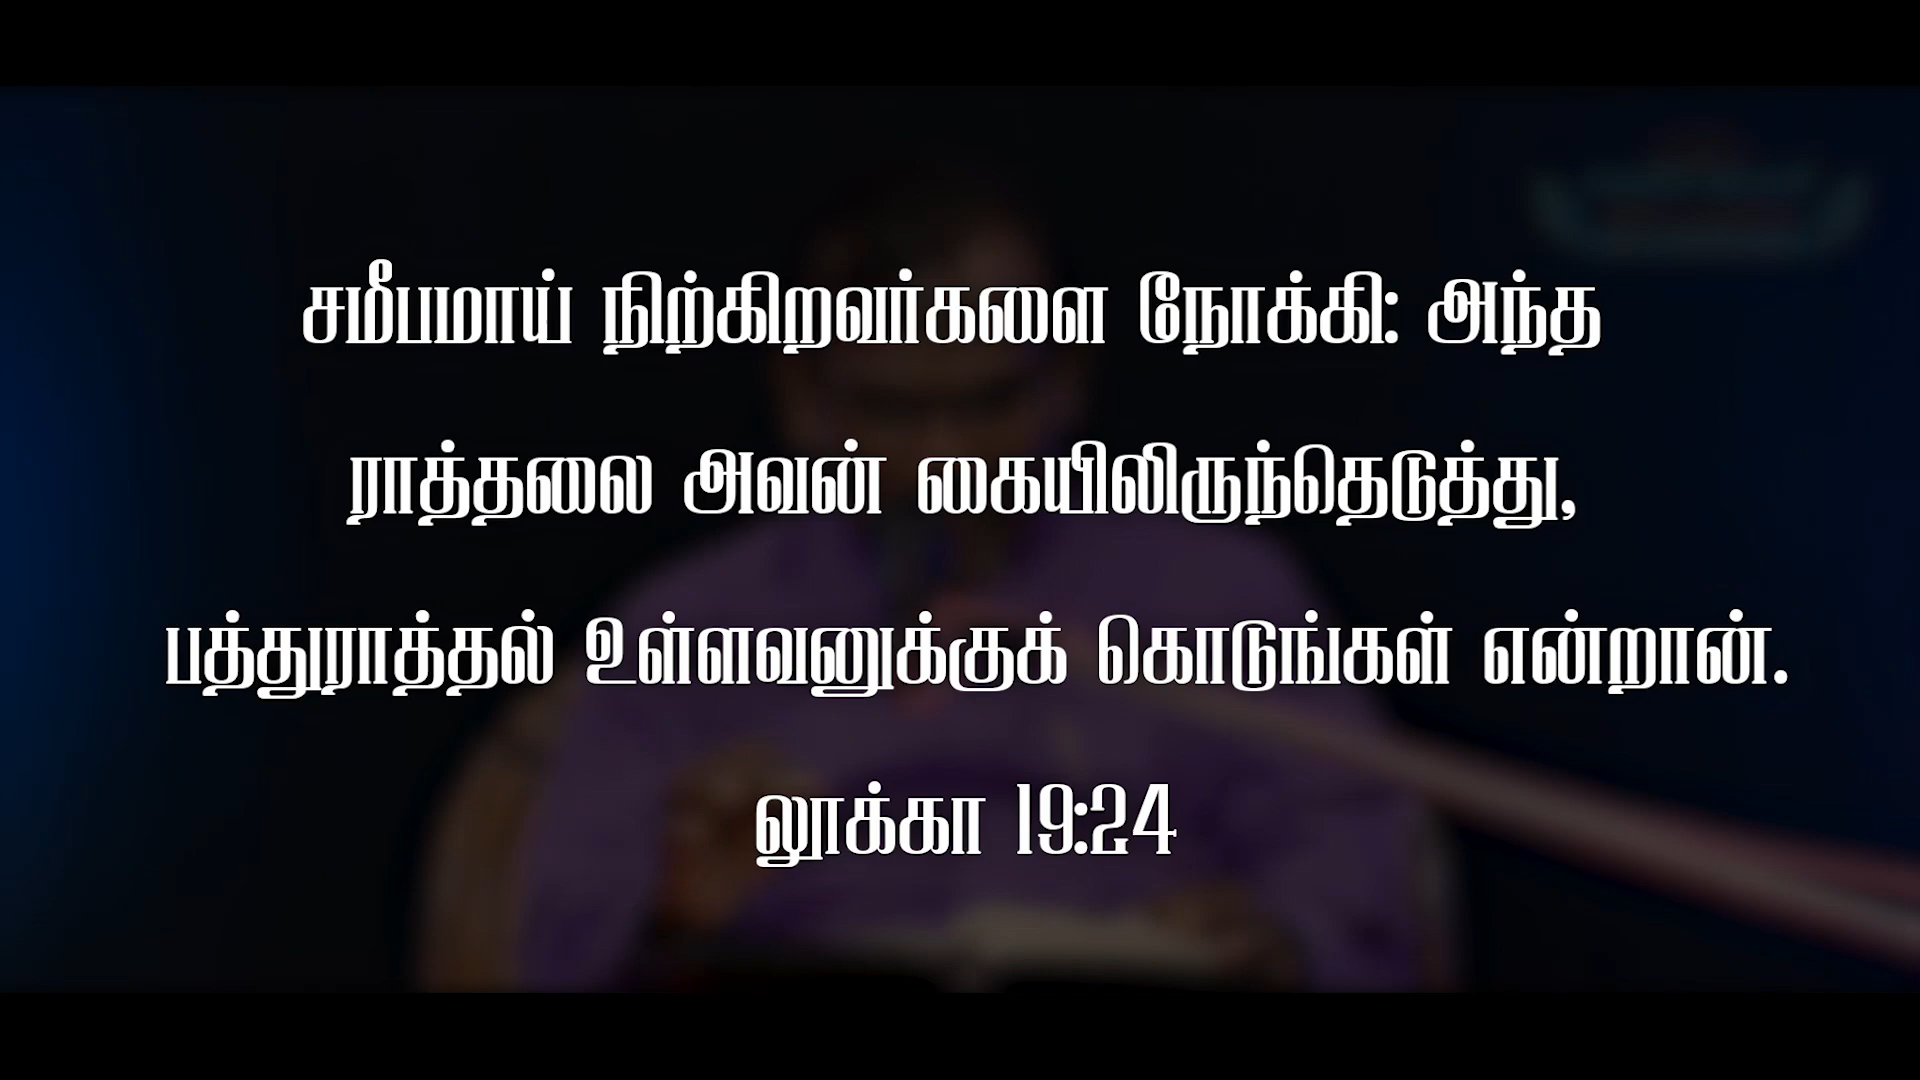 சமீபமாய் நிற்கிறவர்களை நோக்கி: அந்த
ராத்தலை அவன் கையிலிருந்தெடுத்து,
பத்துராத்தல் உள்ளவனுக்குக் கொடுங்கள் என்றான்.
லூக்கா 19:24